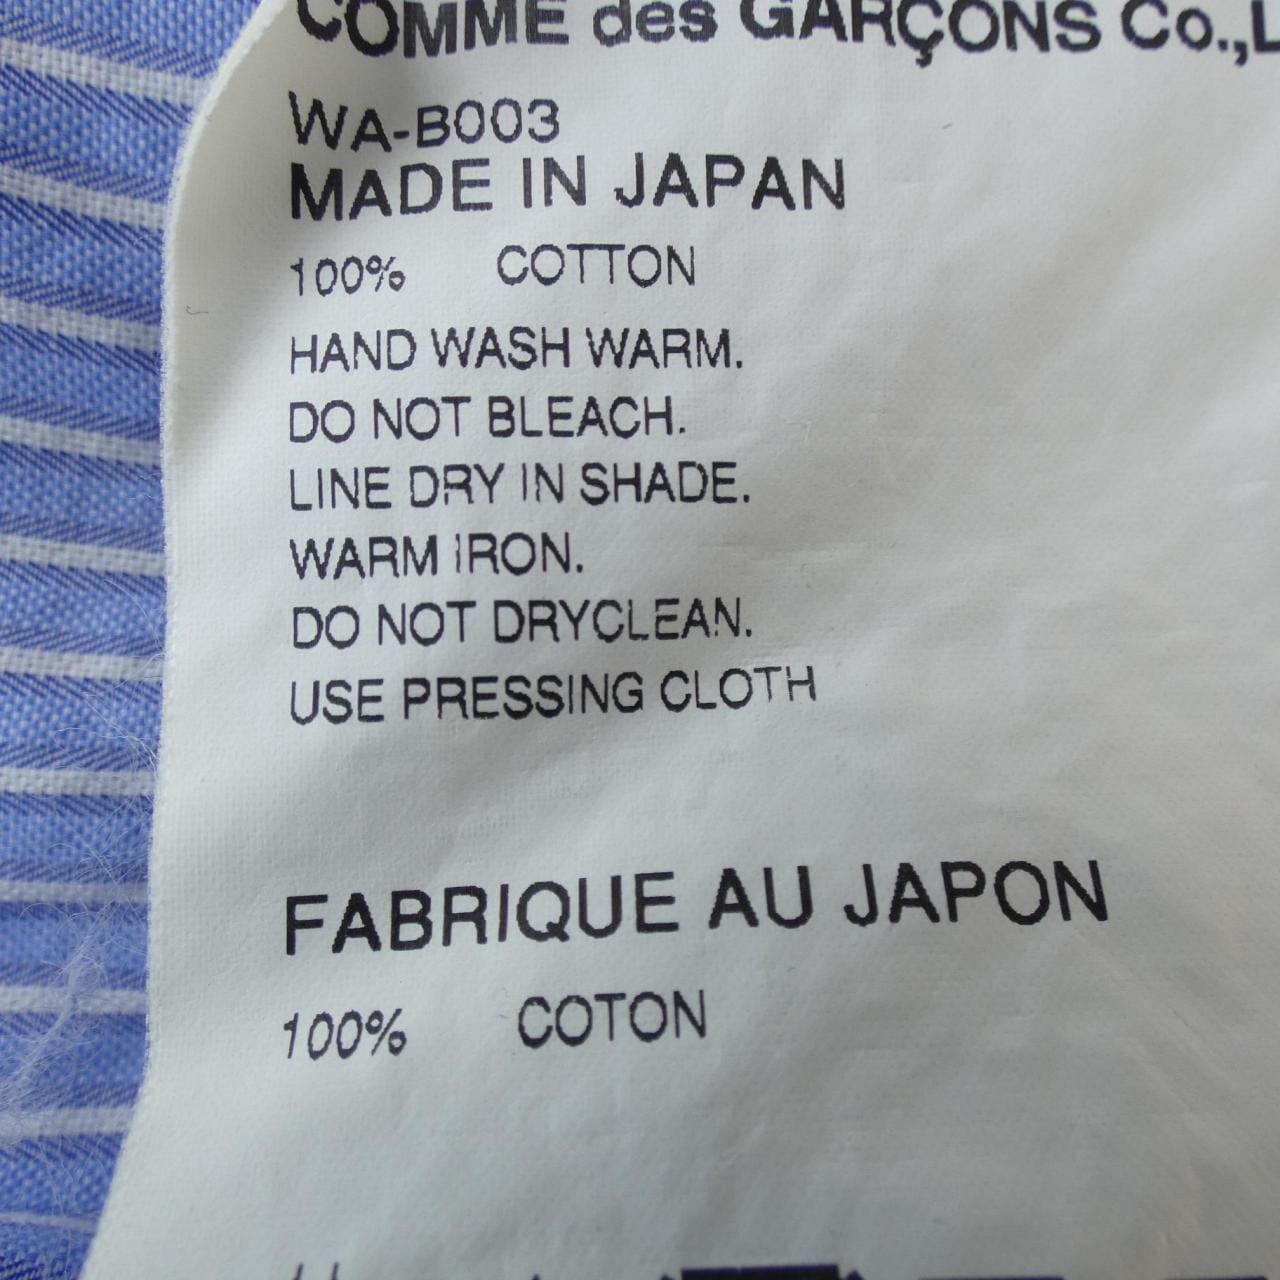 COMME des GARÇONS Co.,L
WA-B003
MADE IN JAPAN
100% COTTON
HAND WASH WARM.
DO NOT BLEACH.
LINE DRY IN SHADE.
WARM IRON.
DO NOT DRYCLEAN.
USE PRESSING CLOTH
FABRIQUE AU JAPON
100% COTON